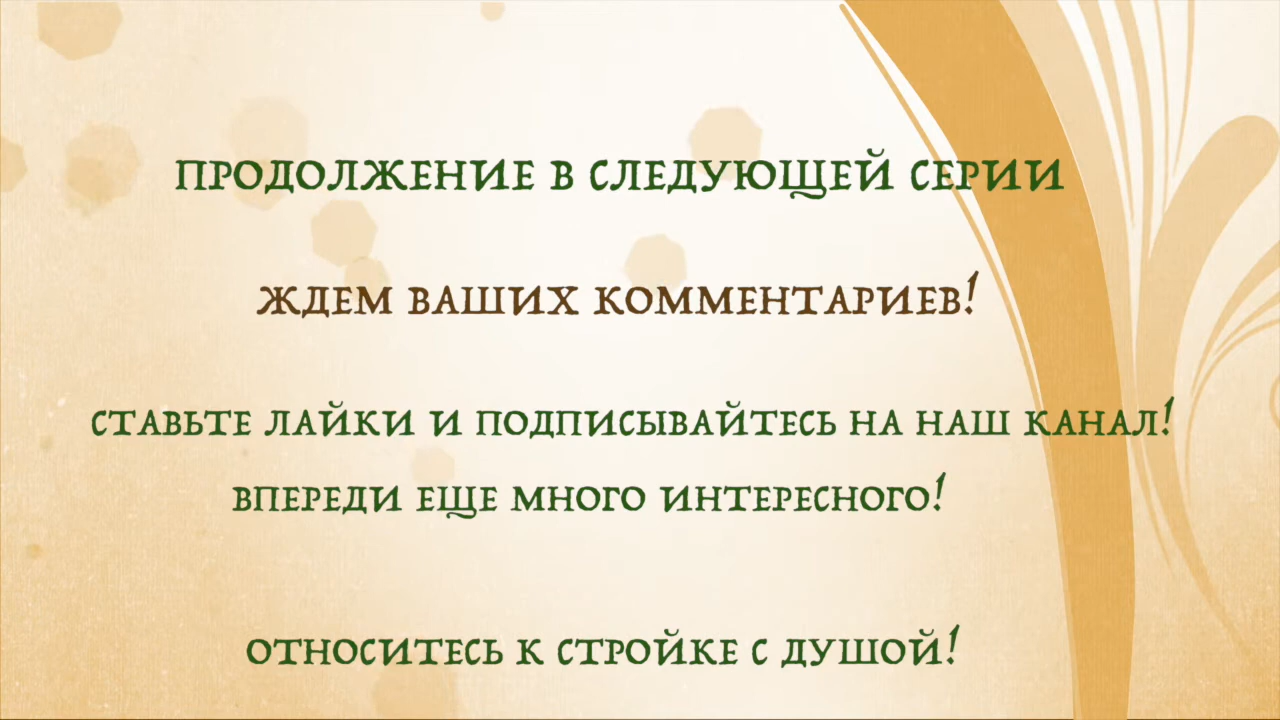 ПРОДОЛЖЕНИЕ В СЛЕДУЮЩЕЙ СЕРИИ
ЖДЕМ ВАШИХ КОММЕНТАРИЕВ!
СТАВЬТЕ ЛАЙКИ И ПОДПИСЫВАЙТЕСЬ НА НАШ КАНАЛ!
ВПЕРЕДИ ЕЩЕ МНОГО ИНТЕРЕСНОГО!
ОТНОСИТЕСЬ К СТРОЙКЕ С ДУШОЙ!